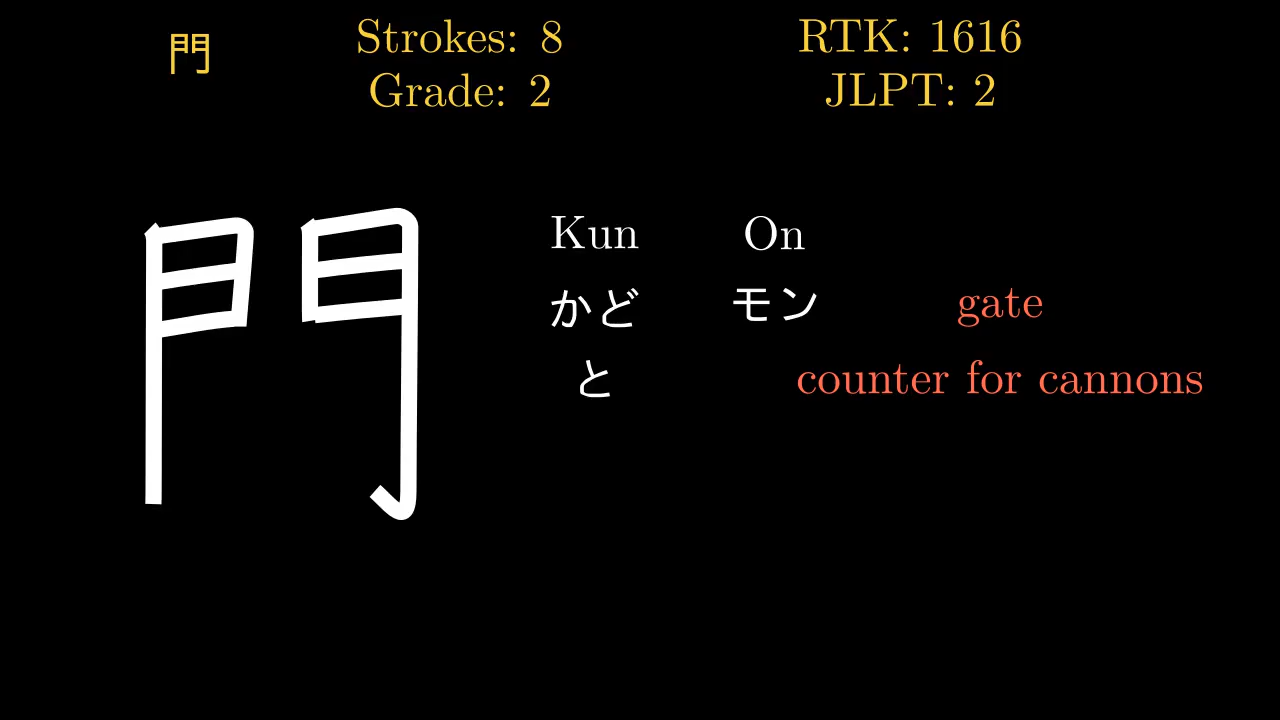 門
Strokes: 8
Grade: 2
RTK: 1616
JLPT: 2
門
Kun
かど
と
On
モン
gate
counter for cannons